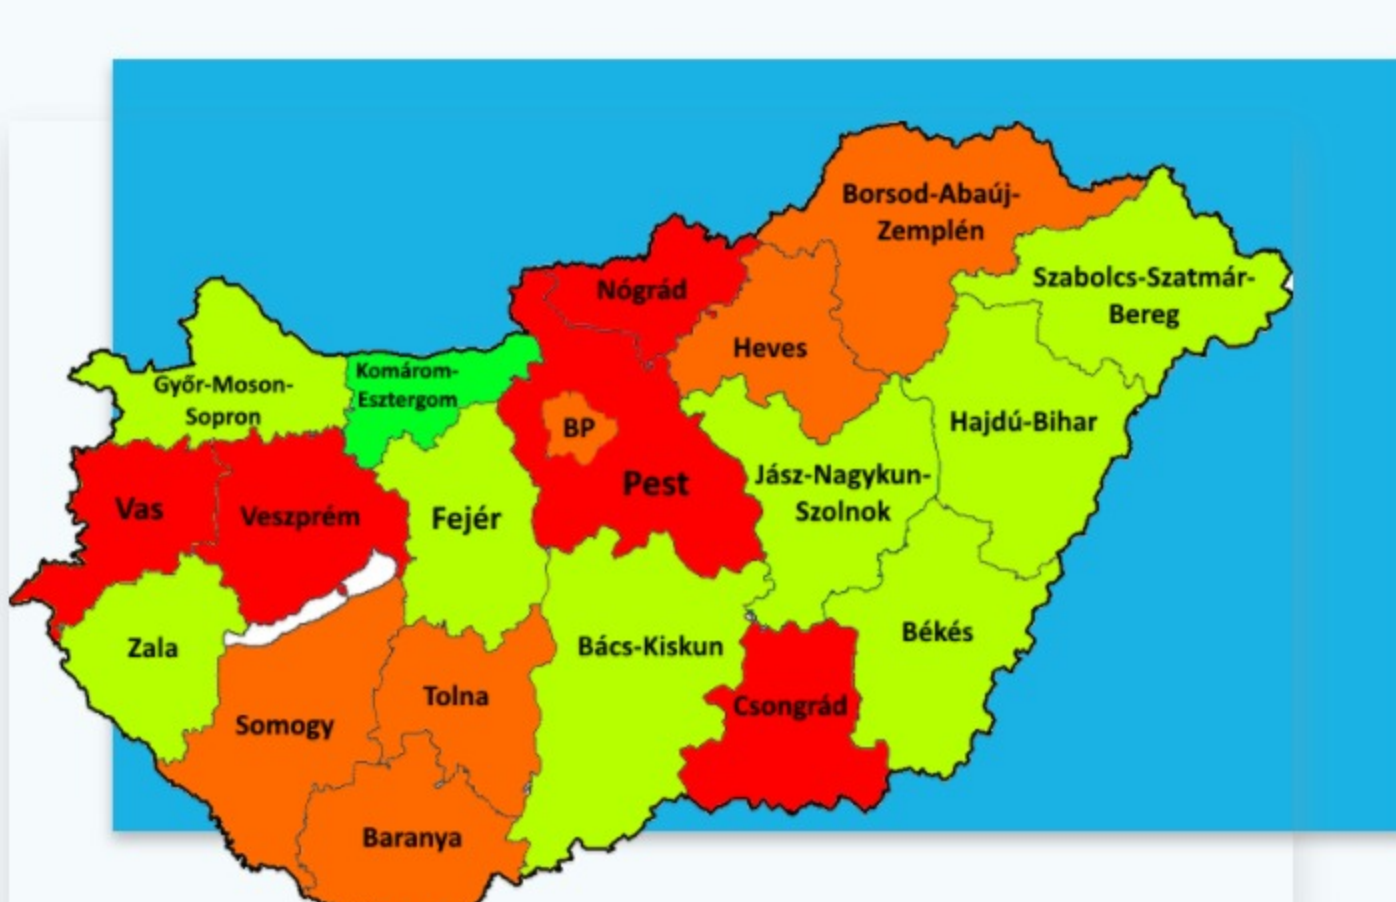 Borsod-Abaúj-
Zemplén
Szabolcs-Szatmár-
Bereg
Nógrád
Heves
Győr-Moson-
Sopron
Komárom-
Esztergom
BP
Hajdú-Bihar
Pest
Jász-Nagykun-
Szolnok
Vas
Veszprém
Fejér
Zala
Bács-Kiskun
Békés
Tolna
Csongrád
Somogy
Baranya